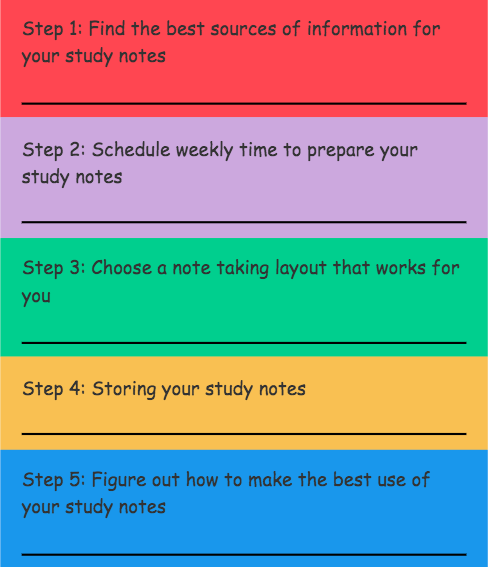 Step 1: Find the best sources of information for
your study notes
Step 2: Schedule weekly time to prepare your
study notes
Step 3: Choose a note taking layout that works for
you
Step 4: Storing your study notes
Step 5: Figure out how to make the best use of
your study notes